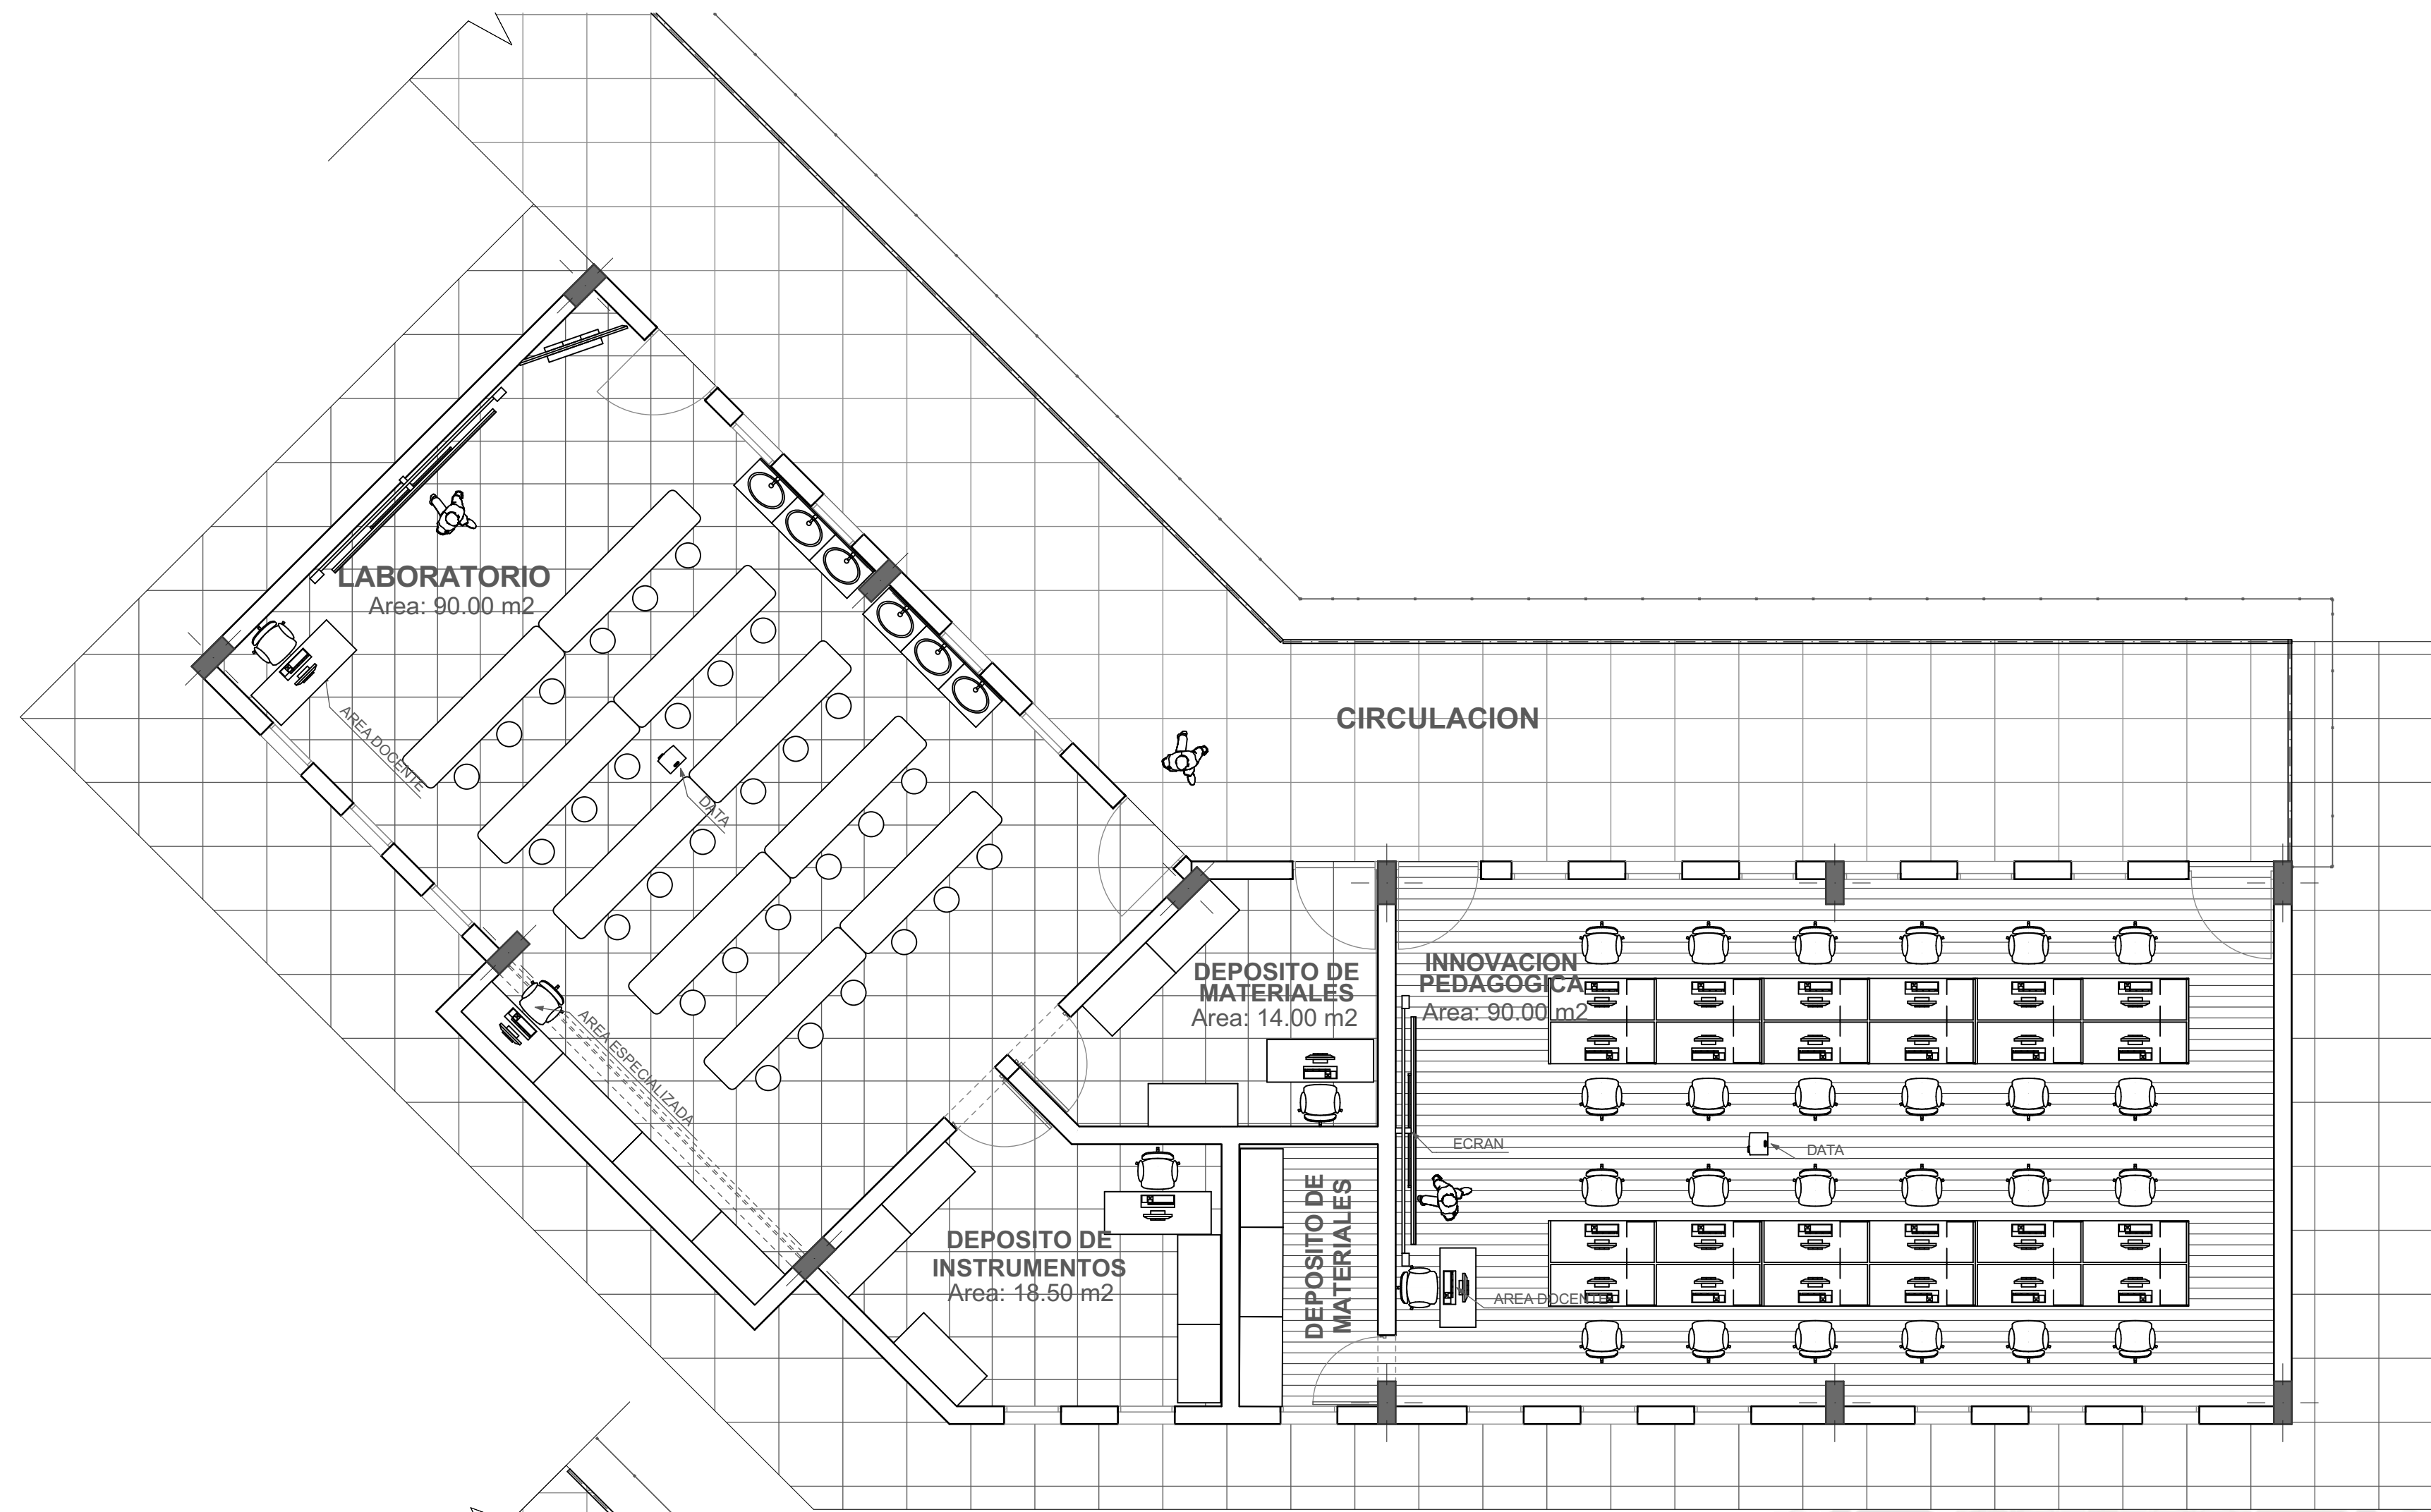 LABORATORIO
Area: 90.00 m2
AREA DOCENTE
DATA
AREA ESPECIALIZADA
CIRCULACION
DEPOSITO DE
MATERIALES
Area: 14.00 m2
INNOVACION
PEDAGOGICA
Area: 90.00 m2
ECRAN
DATA
AREA DOCENTE
DEPOSITO DE
MATERIALES
DEPOSITO DE
INSTRUMENTOS
Area: 18.50 m2